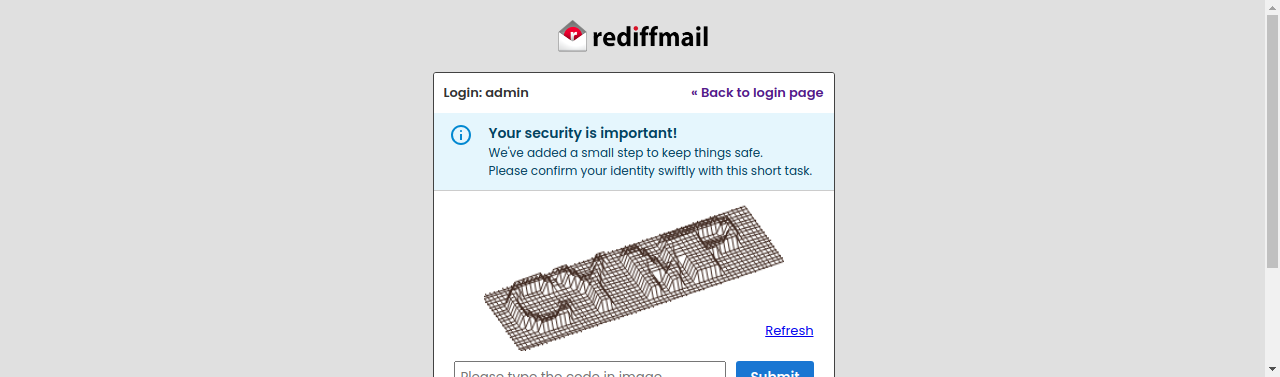 rediffmail
Login: admin
« Back to login page
Your security is important!
We've added a small step to keep things safe.
Please confirm your identity swiftly with this short task.
Refresh
Please type the code in image
Submit